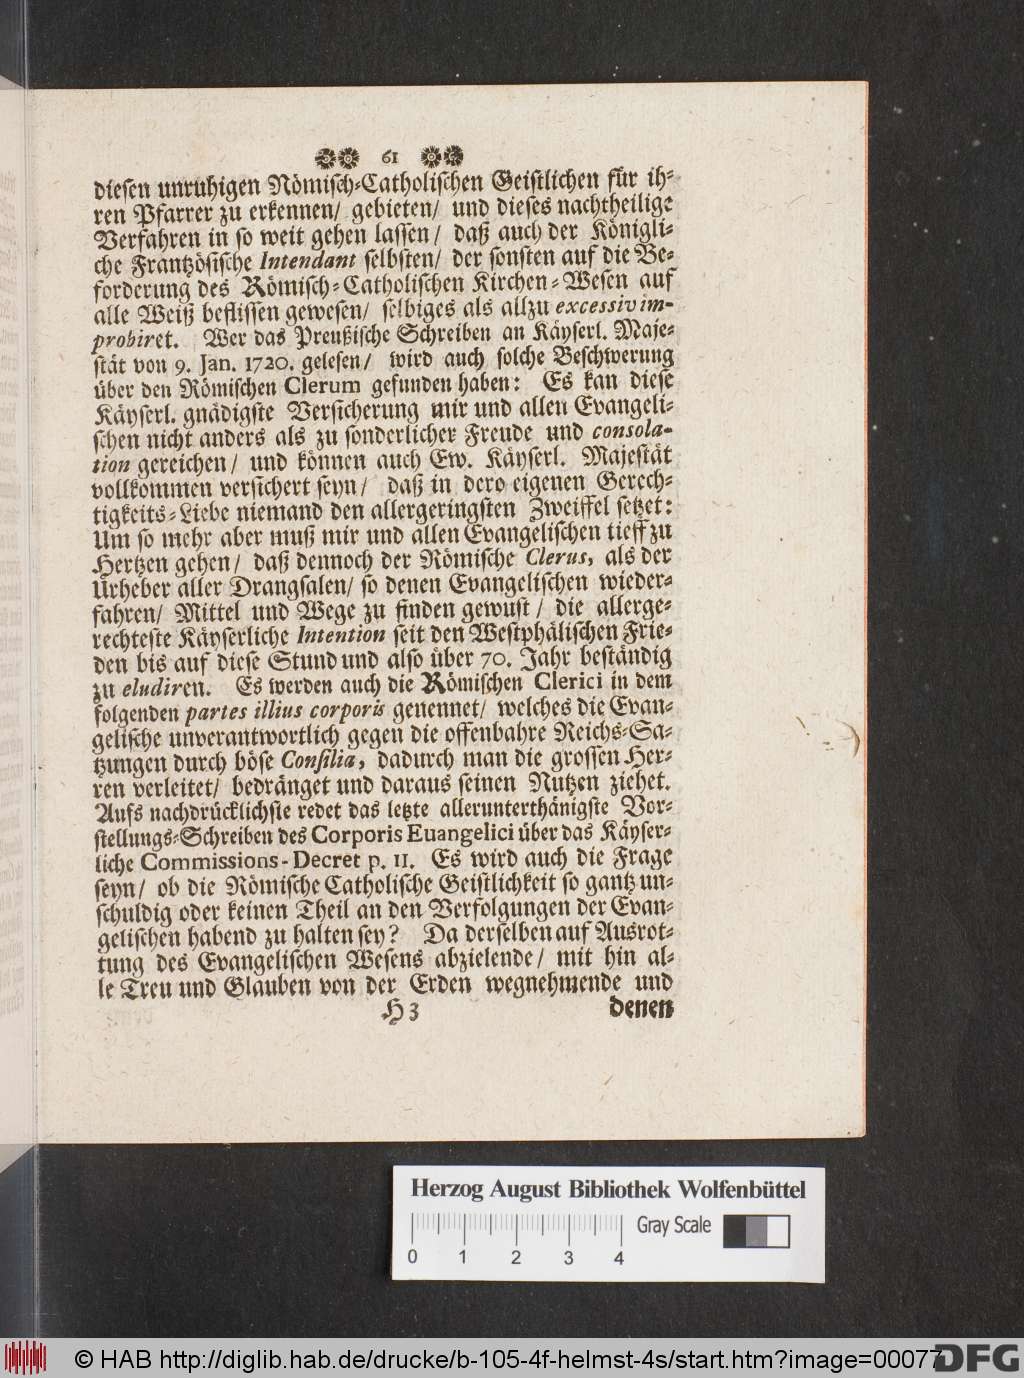 61
diesen unruhigen Römisch-Catholischen Geistlichen für ih-
ren Pfarrer zu erkennen/ gebieten/ und dieses nachtheilige
Verfahren in so weit gehen lassen/ daß auch der Königli-
che Frantzösische Intendant selbsten/ der sonsten auf die Be-
forderung des Römisch-Catholischen Kirchen-Wesen auf
alle Weiß beflissen gewesen/ selbiges als allzu excessiv im-
probiret. Wer das Preußische Schreiben an Käyserl. Maje-
stät von 9. Jan. 1720. gelesen/ wird auch solche Beschwerung
über den Römischen Clerum gefunden haben: Es kan diese
Käyserl. gnädigste Versicherung mir und allen Evangeli-
schen nicht anders als zu sonderlicher Freude und consola-
tion gereichen/ und können auch Ew. Käyserl. Majestät
vollkommen versichert seyn/ daß in dero eigenen Gerech-
tigkeits-Liebe niemand den allergeringsten Zweiffel setzet:
Um so mehr aber muß mir und allen Evangelischen tieff zu
Hertzen gehen/ daß dennoch der Römische Clerus, als der
Urheber aller Drangsalen/ so denen Evangelischen wieder-
fahren/ Mittel und Wege zu finden gewust/ die allerge-
rechteste Käyserliche Intention seit den Westphälischen Frie-
den bis auf diese Stund und also über 70. Jahr beständig
zu eludiren. Es werden auch die Römischen Clerici in dem
folgenden partes illius corporis genennet/ welches die Evan-
gelische unverantwortlich gegen die offenbahre Reichs-Sa-
tzungen durch böse Consilia, dadurch man die grossen Her-
ren verleitet/ bedränget und daraus seinen Nutzen ziehet.
Aufs nachdrücklichste redet das letzte allerunterthänigste Vor-
stellungs-Schreiben des Corporis Euangelici über das Käyser-
liche Commissions-Decret p. 11. Es wird auch die Frage
seyn/ ob die Römische Catholische Geistlichkeit so gantz un-
schuldig oder keinen Theil an den Verfolgungen der Evan-
gelischen habend zu halten sey? Da derselben auf Ausrot-
tung des Evangelischen Wesens abzielende/ mit hin al-
le Treu und Glauben von der Erden wegnehmende und
H 3 denen
Herzog August Bibliothek Wolfenbüttel
Gray Scale
0 1 2 3 4
© HAB http://diglib.hab.de/drucke/b-105-4f-helmst-4s/start.htm?image=00077
DFG